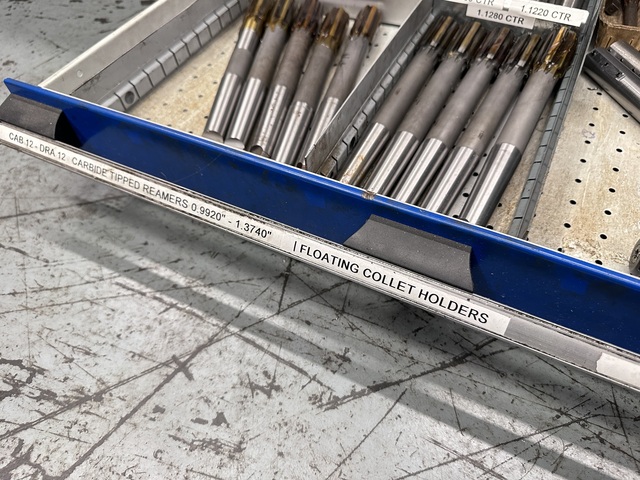 1.1220 CTR
1.1280 CTR
CAB.12 - DRA.12 CARBIDE TIPPED REAMERS 0.9920" - 1.3740" | FLOATING COLLET HOLDERS